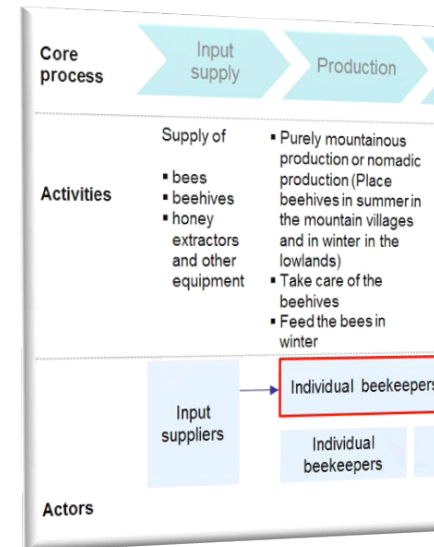 Core
process
Input
supply
Production
Activities
Supply of
▪ bees
▪ beehives
▪ honey
extractors
and other
equipment
▪ Purely mountainous
production or nomadic
production (Place
beehives in summer in
the mountain villages
and in winter in the
lowlands)
▪ Take care of the
beehives
▪ Feed the bees in
winter
Actors
Input
suppliers
Individual beekeepers
Individual
beekeepers